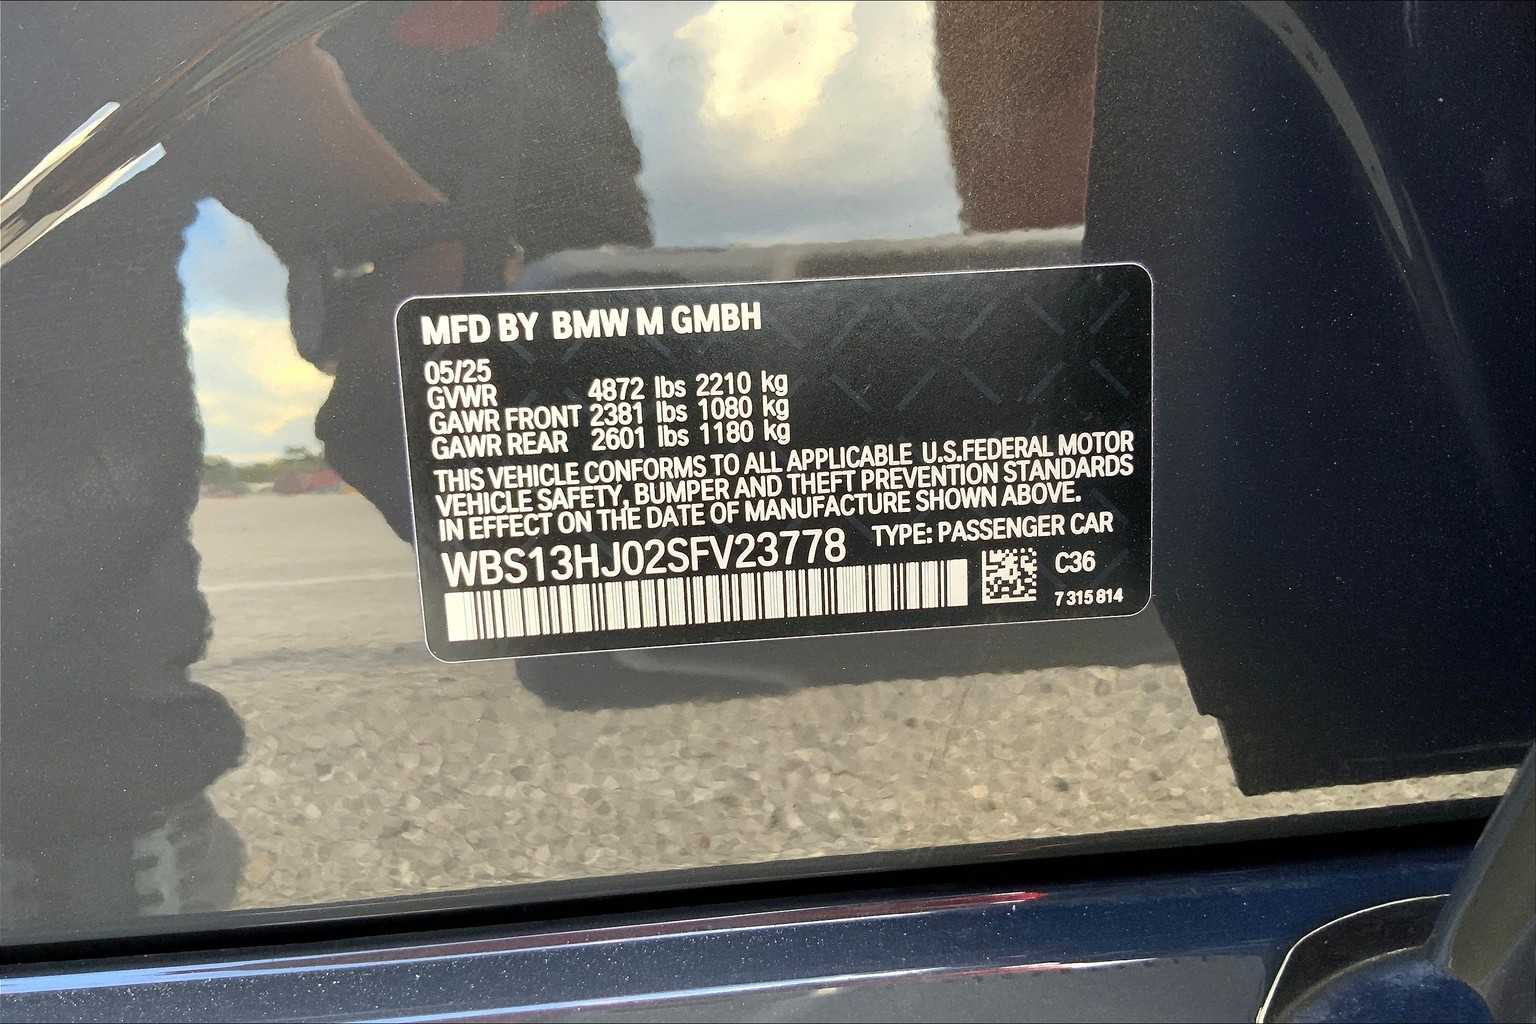 MFD BY BMW M GMBH
05/25
GVWR 4872 lbs 2210 kg
GAWR FRONT 2381 lbs 1080 kg
GAWR REAR 2601 lbs 1180 kg
THIS VEHICLE CONFORMS TO ALL APPLICABLE U.S.FEDERAL MOTOR
VEHICLE SAFETY, BUMPER AND THEFT PREVENTION STANDARDS
IN EFFECT ON THE DATE OF MANUFACTURE SHOWN ABOVE.
WBS13HJ02SFV23778 TYPE: PASSENGER CAR
C36
7 315 814